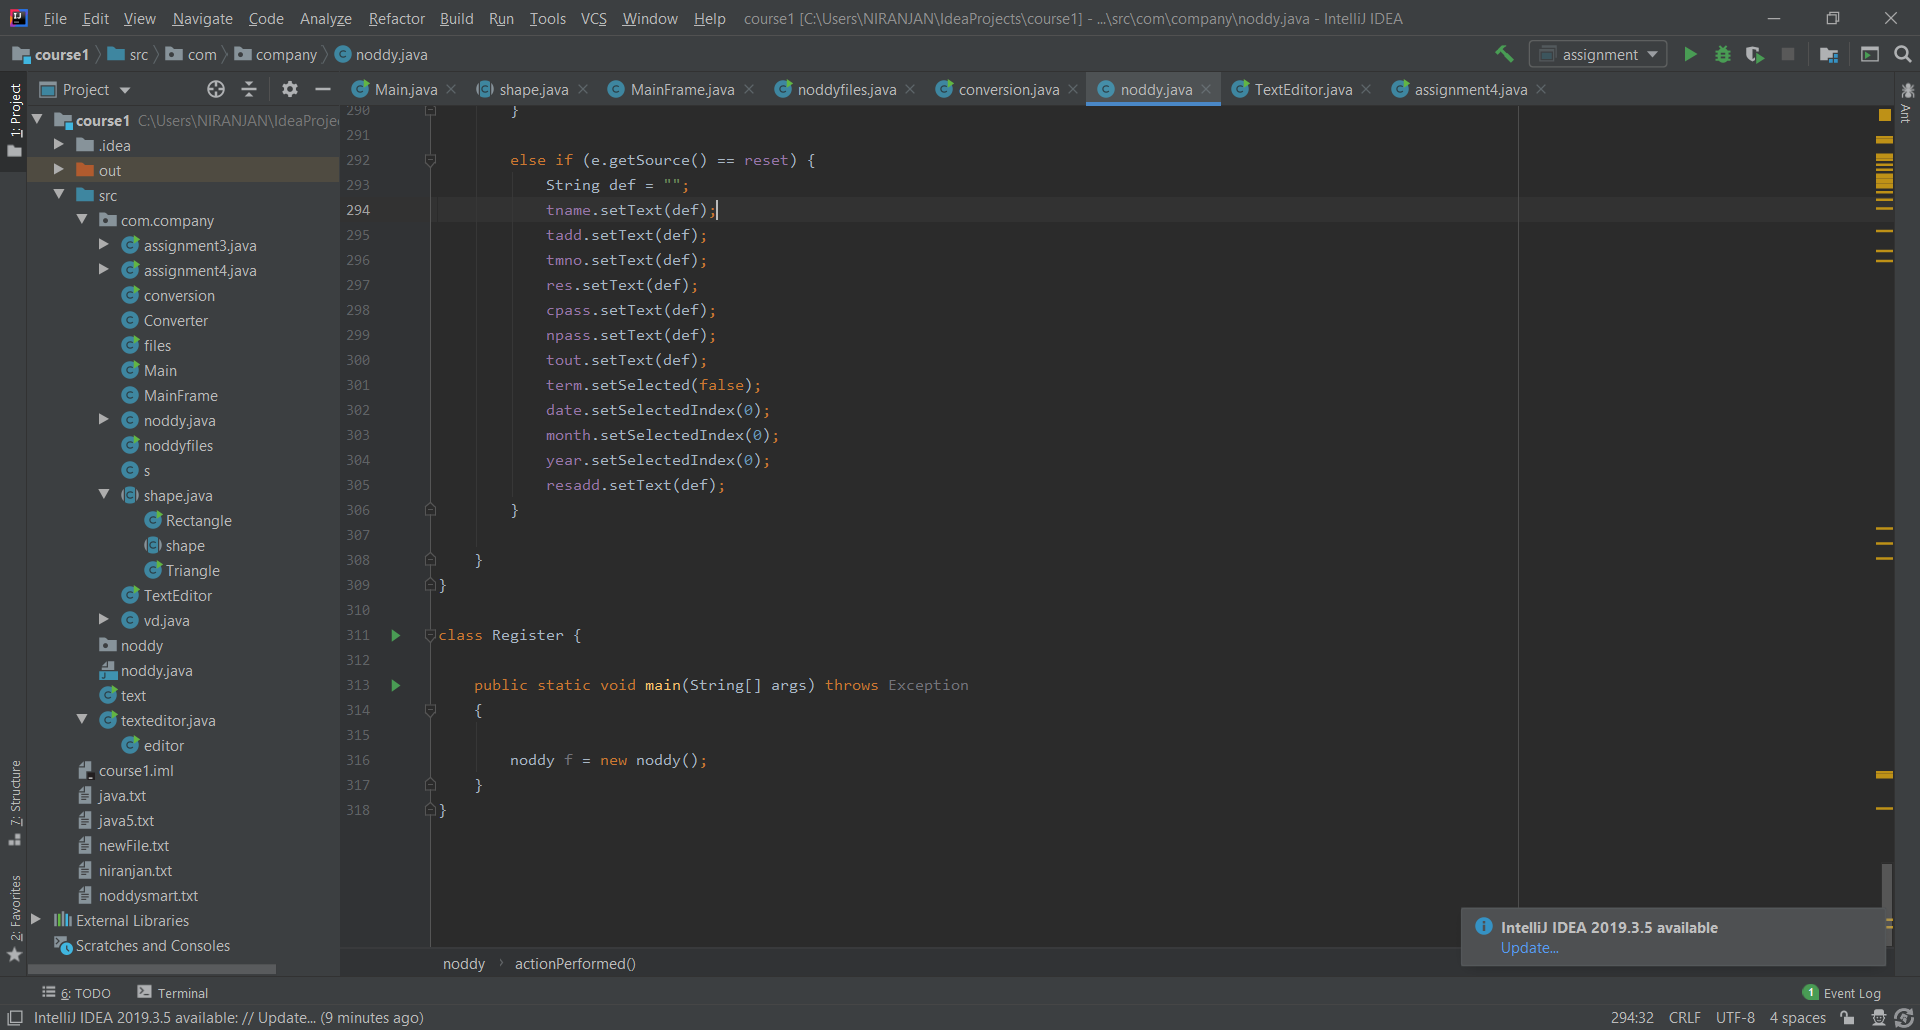 File Edit View Navigate Code Analyze Refactor Build Run Tools VCS Window Help course1 [C:\Users\NIRANJAN\IdeaProjects\course1] - ...\src\com\company\noddy.java - IntelliJ IDEA
course1 src com company noddy.java assignment
Project Main.java shape.java MainFrame.java noddyfiles.java conversion.java noddy.java TextEditor.java assignment4.java
1: Project
7: Structure
2: Favorites
Ant
course1 C:\Users\NIRANJAN\IdeaProje
.idea
out
src
com.company
assignment3.java
assignment4.java
conversion
Converter
files
Main
MainFrame
noddy.java
noddyfiles
s
shape.java
Rectangle
shape
Triangle
TextEditor
vd.java
noddy
noddy.java
text
texteditor.java
editor
course1.iml
java.txt
java5.txt
newFile.txt
niranjan.txt
noddysmart.txt
External Libraries
Scratches and Consoles
290 }
291
292 else if (e.getSource() == reset) {
293 String def = "";
294 tname.setText(def);
295 tadd.setText(def);
296 tmno.setText(def);
297 res.setText(def);
298 cpass.setText(def);
299 npass.setText(def);
300 tout.setText(def);
301 term.setSelected(false);
302 date.setSelectedIndex(0);
303 month.setSelectedIndex(0);
304 year.setSelectedIndex(0);
305 resadd.setText(def);
306 }
307
308 }
309 }
310
311 class Register {
312
313 public static void main(String[] args) throws Exception
314 {
315
316 noddy f = new noddy();
317 }
318 }
IntelliJ IDEA 2019.3.5 available
Update...
noddy actionPerformed()
6: TODO Terminal 1 Event Log
IntelliJ IDEA 2019.3.5 available: // Update... (9 minutes ago) 294:32 CRLF UTF-8 4 spaces